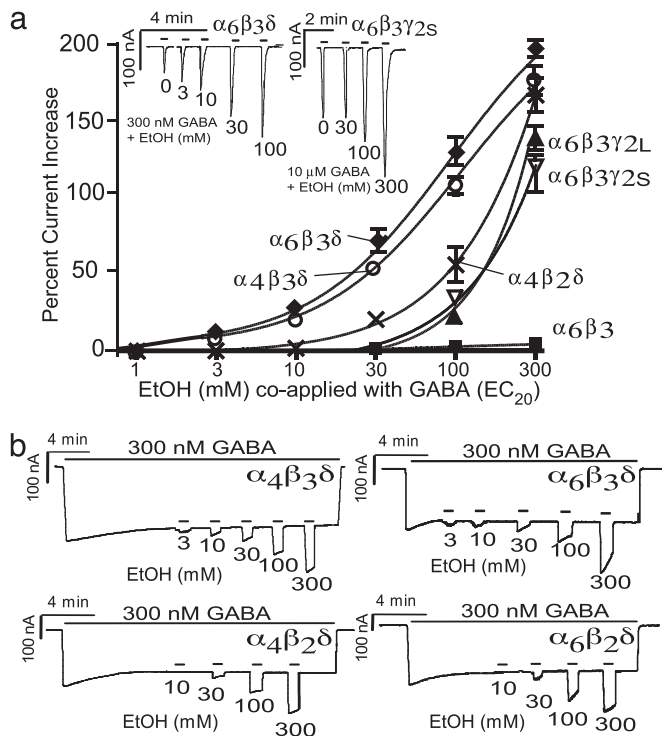 a
4 min
α6β3δ
2 min
α6β3γ2S
100 nA
100 nA
0 3 10 30 100
0 30 100 300
300 nM GABA
+ EtOH (mM)
10 μM GABA
+ EtOH (mM)
Percent Current Increase
200
150
100
50
0
α6β3γ2L
α6β3γ2S
α6β3δ
α4β3δ
α4β2δ
α6β3
1 3 10 30 100 300
EtOH (mM) co-applied with GABA (EC20)
b
4 min
300 nM GABA
100 nA
α4β3δ
3 10 30 100 300
EtOH (mM)
4 min
300 nM GABA
100 nA
α6β3δ
3 10 30 100 300
EtOH (mM)
4 min
300 nM GABA
100 nA
α4β2δ
10 30 100 300
EtOH (mM)
4 min
300 nM GABA
100 nA
α6β2δ
10 30 100 300
EtOH (mM)